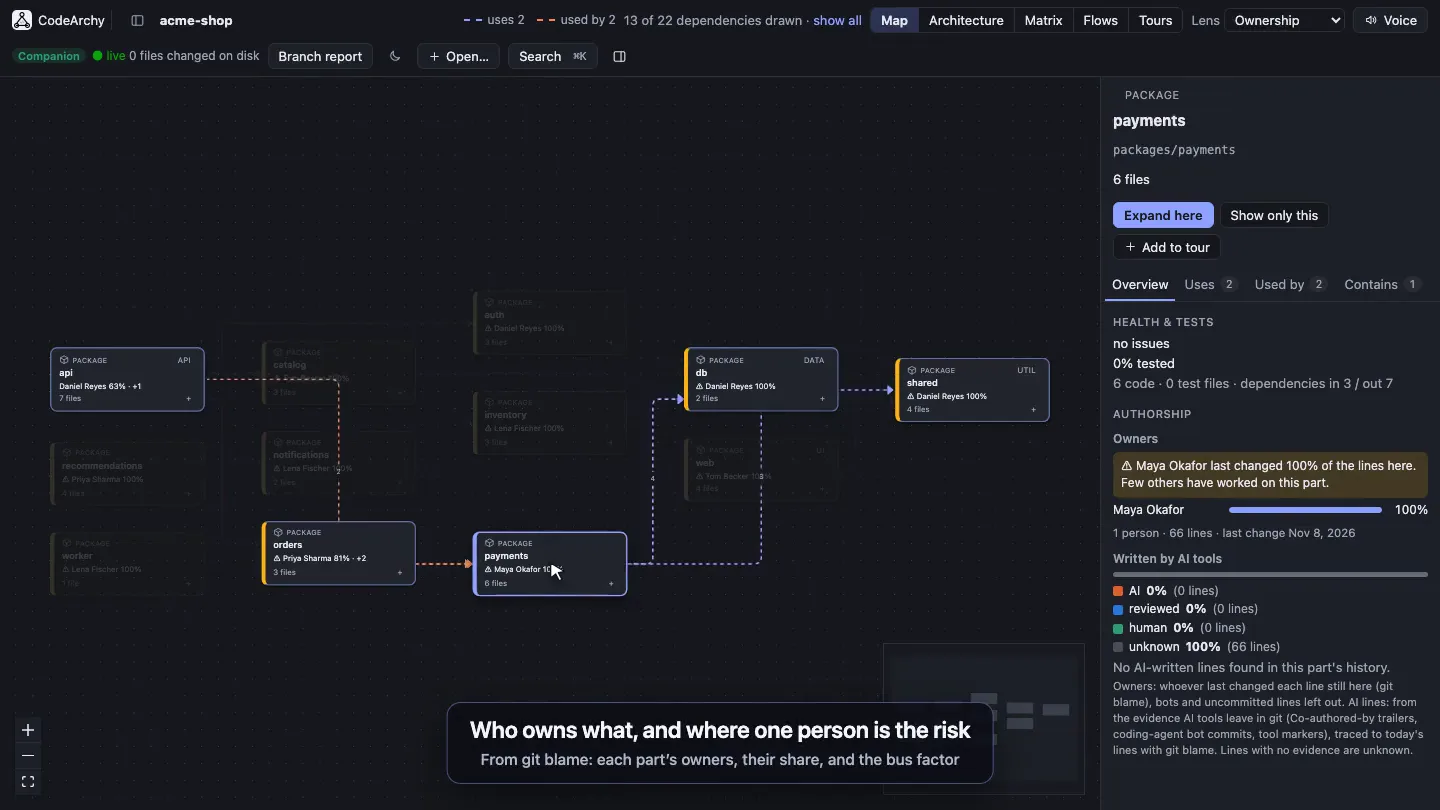 CodeArchy
acme-shop
uses 2
used by 2
13 of 22 dependencies drawn · show all
Map
Architecture
Matrix
Flows
Tours
Lens
Ownership
Voice
Companion
live 0 files changed on disk
Branch report
+ Open...
Search ⌘K
PACKAGE
auth
Daniel Reyes 100%
3 files
PACKAGE API
api
Daniel Reyes 63% · +1
7 files +
PACKAGE
catalog
PACKAGE
inventory
Lena Fischer 100%
PACKAGE DATA
db
⚠ Daniel Reyes 100%
2 files +
PACKAGE UTIL
shared
⚠ Daniel Reyes 100%
4 files +
PACKAGE
recommendations
Priya Sharma 100%
4 files
PACKAGE
notifications
Lena Fischer 100%
2 files
2
4
PACKAGE UI
web
Tom Becker 100%
4 files
PACKAGE
worker
Lena Fischer 100%
1 file
PACKAGE
orders
⚠ Priya Sharma 81% · +2
3 files +
PACKAGE
payments
⚠ Maya Okafor
6 files +
PACKAGE
payments
packages/payments
6 files
Expand here
Show only this
+ Add to tour
Overview
Uses 2
Used by 2
Contains 1
HEALTH & TESTS
no issues
0% tested
6 code · 0 test files · dependencies in 3 / out 7
AUTHORSHIP
Owners
⚠ Maya Okafor last changed 100% of the lines here.
Few others have worked on this part.
Maya Okafor 100%
1 person · 66 lines · last change Nov 8, 2026
Written by AI tools
AI 0% (0 lines)
reviewed 0% (0 lines)
human 0% (0 lines)
unknown 100% (66 lines)
No AI-written lines found in this part's history.
Owners: whoever last changed each line still here (git
blame), bots and uncommitted lines left out. AI lines: from
the evidence AI tools leave in git (Co-authored-by trailers,
coding-agent bot commits, tool markers), traced to today's
lines with git blame. Lines with no evidence are unknown.
Who owns what, and where one person is the risk
From git blame: each part's owners, their share, and the bus factor